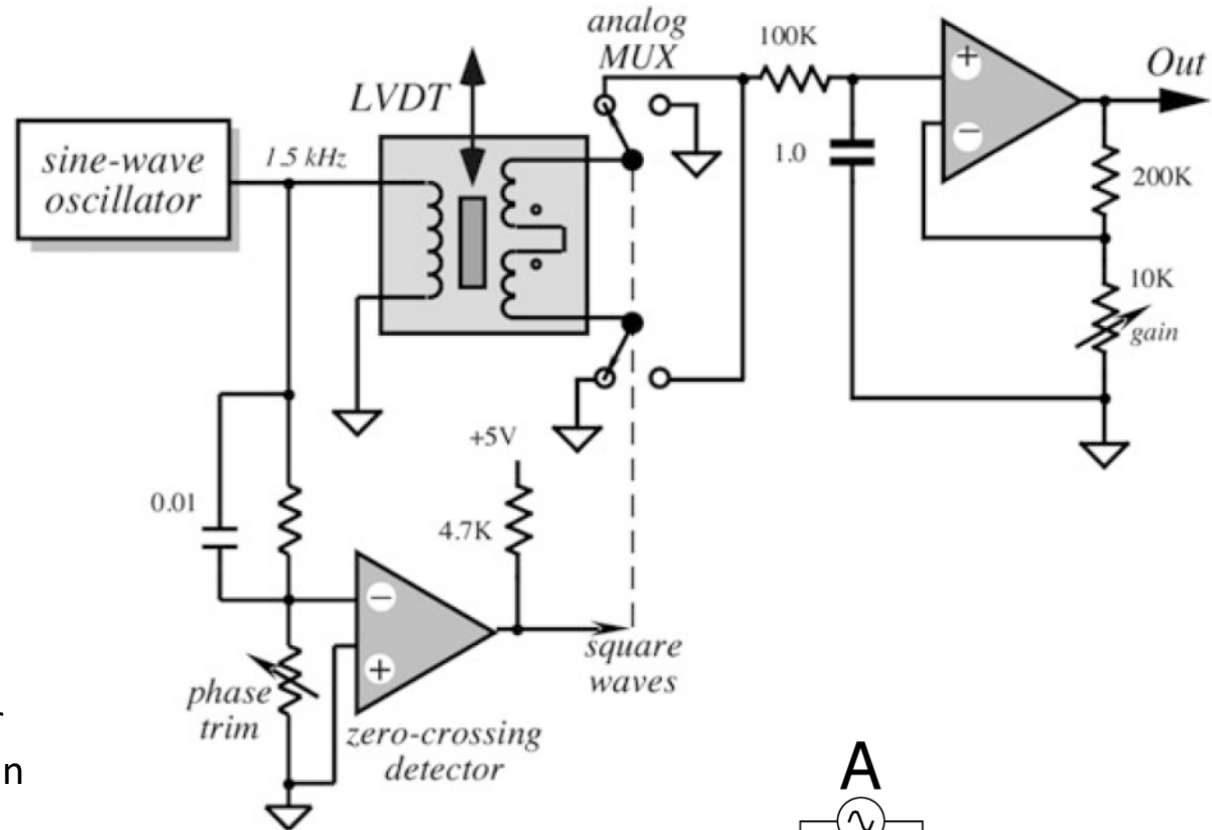 analog
MUX
100K
Out
LVDT
+
−
sine-wave
oscillator
1.5 kHz
1.0
200K
10K
gain
+5V
0.01
4.7K
−
+
square
waves
phase
trim
zero-crossing
detector
n
A